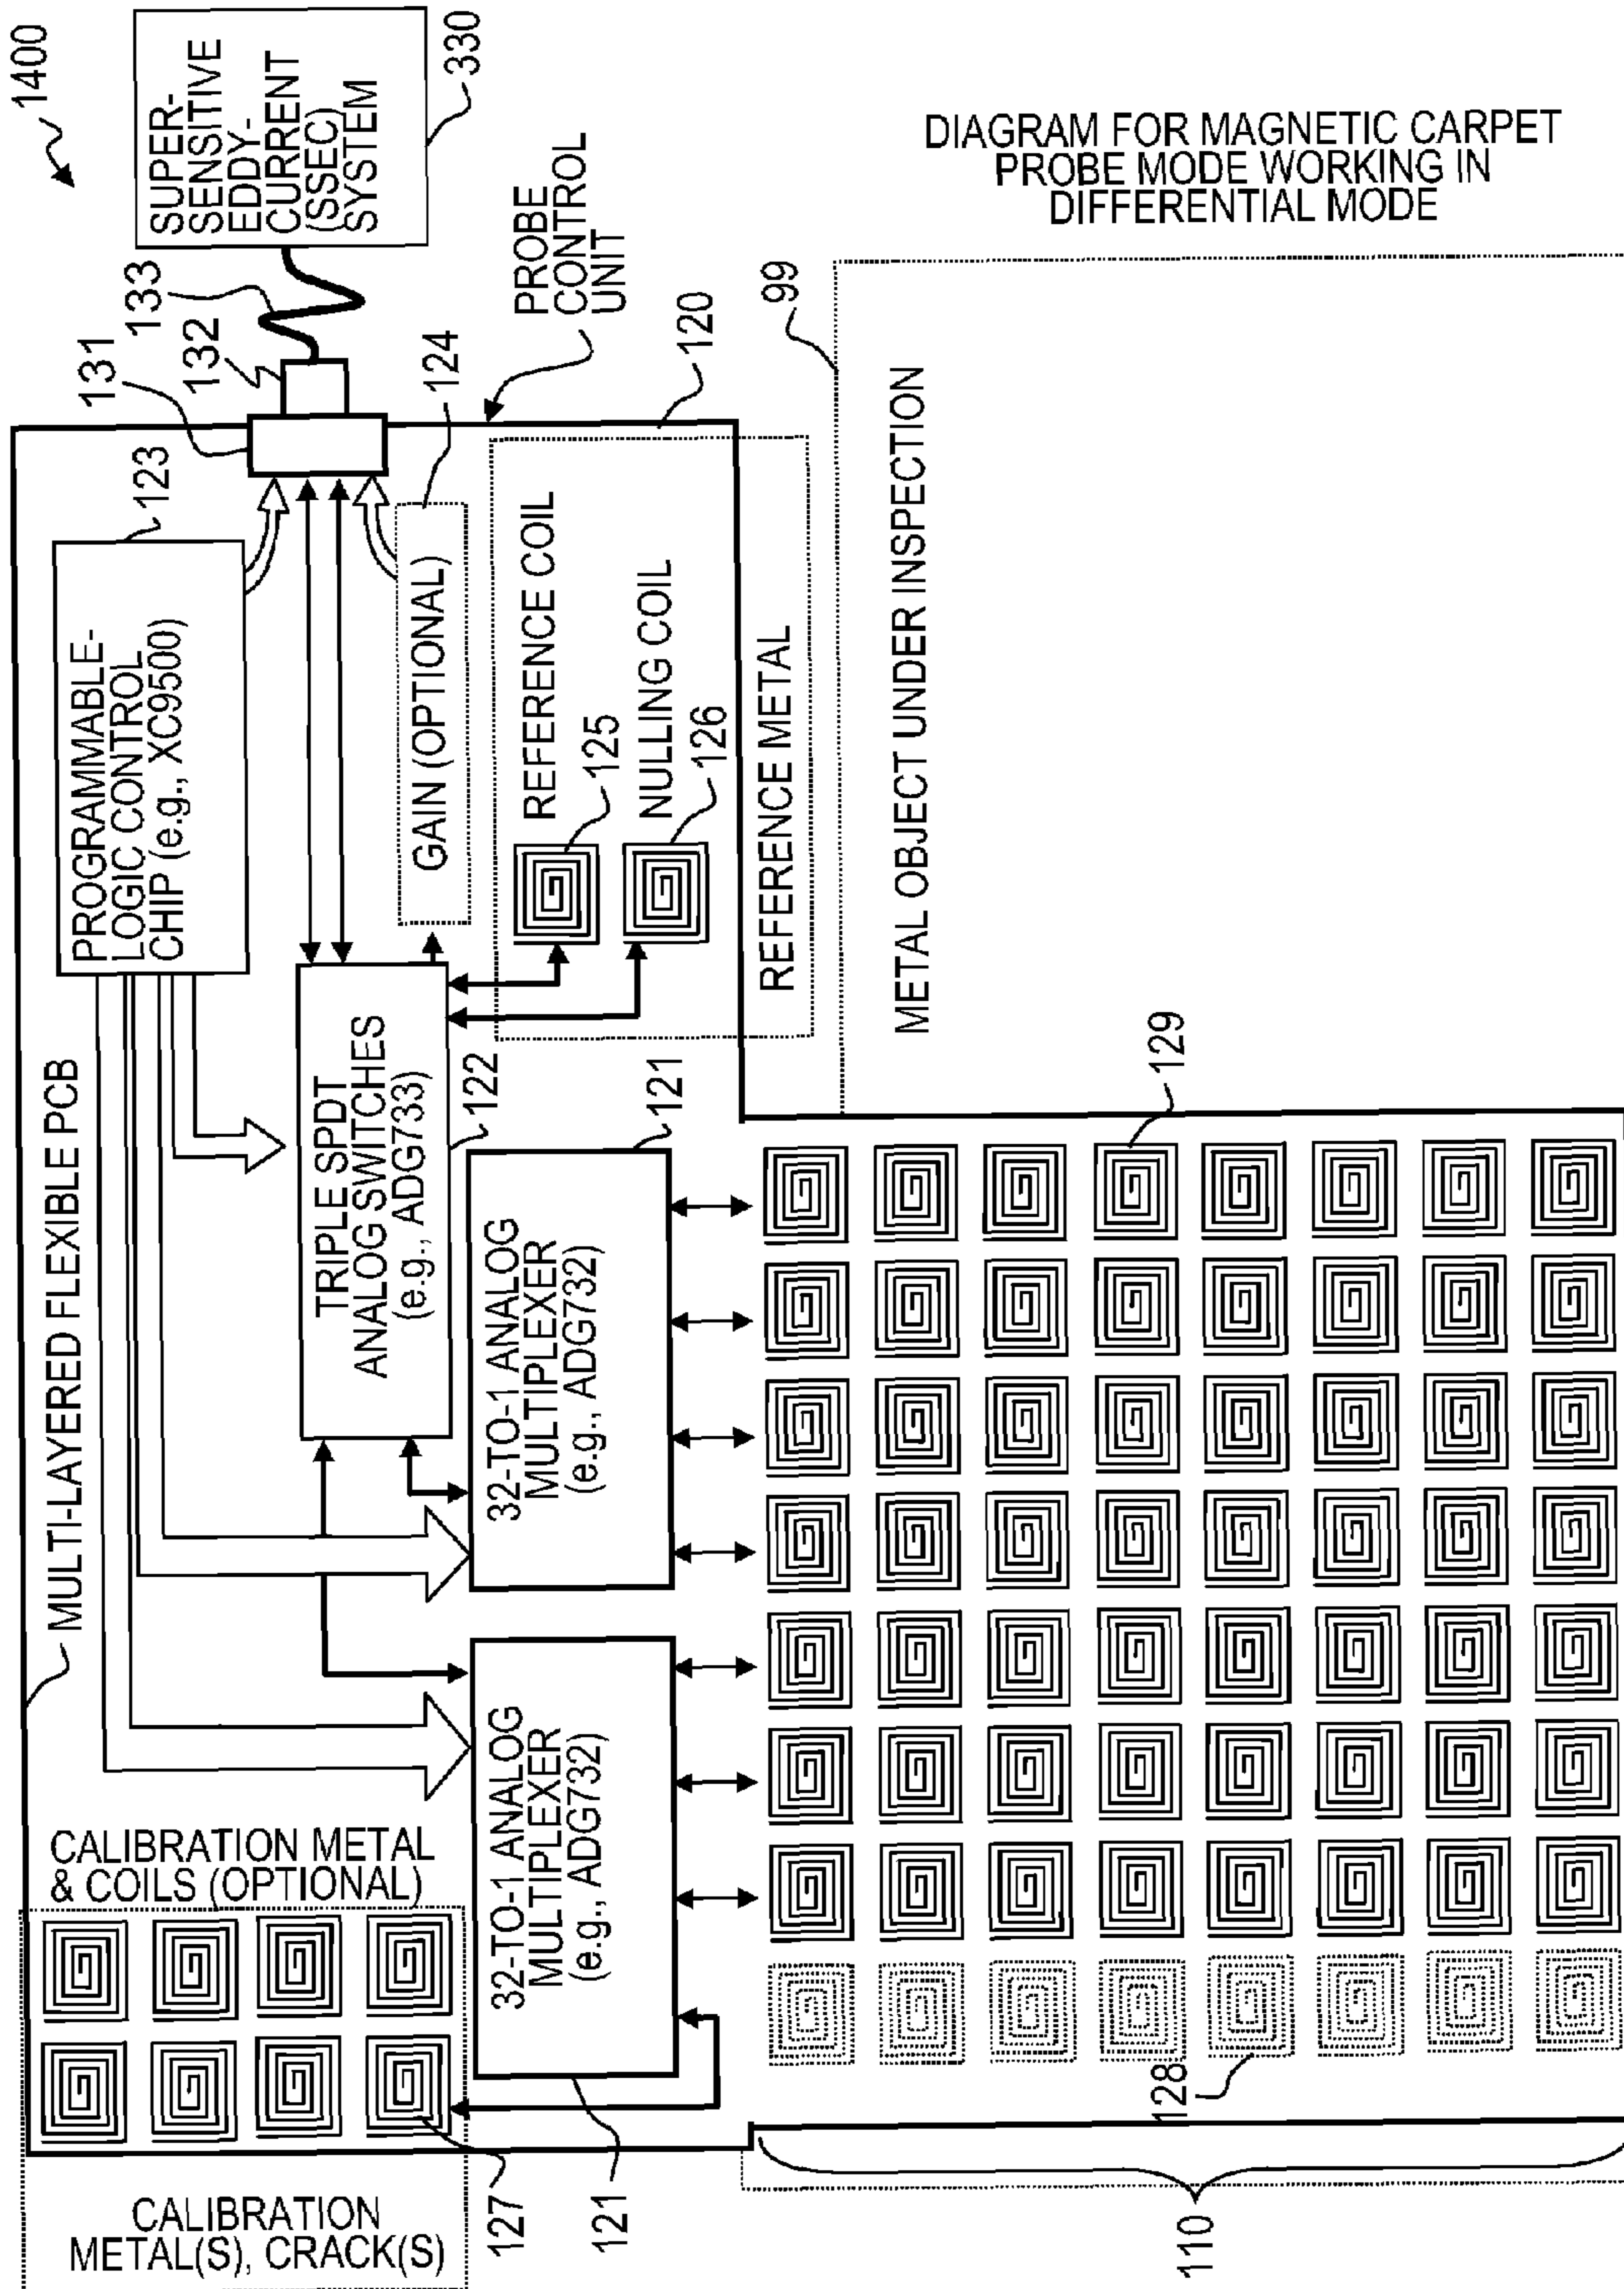 1400
SUPER-
SENSITIVE
EDDY-
CURRENT
(SSEC)
SYSTEM
330
133
132
131
PROBE
CONTROL
UNIT
120
123
PROGRAMMABLE-
LOGIC CONTROL
CHIP (e.g., XC9500)
124
GAIN (OPTIONAL)
REFERENCE COIL
125
NULLING COIL
126
REFERENCE METAL
MULTI-LAYERED FLEXIBLE PCB
TRIPLE SPDT
ANALOG SWITCHES
(e.g., ADG733)
122
121
32-TO-1 ANALOG
MULTIPLEXER
(e.g., ADG732)
32-TO-1 ANALOG
MULTIPLEXER
(e.g., ADG732)
121
CALIBRATION METAL
& COILS (OPTIONAL)
127
CALIBRATION
METAL(S), CRACK(S)
99
METAL OBJECT UNDER INSPECTION
129
128
110
DIAGRAM FOR MAGNETIC CARPET
PROBE MODE WORKING IN
DIFFERENTIAL MODE